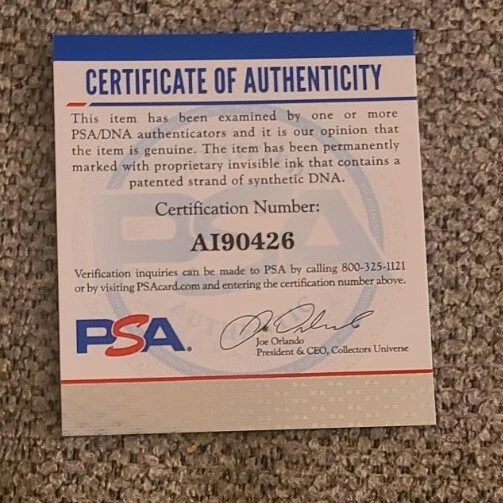 CERTIFICATE OF AUTHENTICITY
This item has been examined by one or more
PSA/DNA authenticators and it is our opinion that
the item is genuine. The item has been permanently
marked with proprietary invisible ink that contains a
patented strand of synthetic DNA.
Certification Number:
AI90426
Verification inquiries can be made to PSA by calling 800-325-1121
or by visiting PSAcard.com and entering the certification number above.
PSA.
Joe Orlando
President & CEO, Collectors Universe